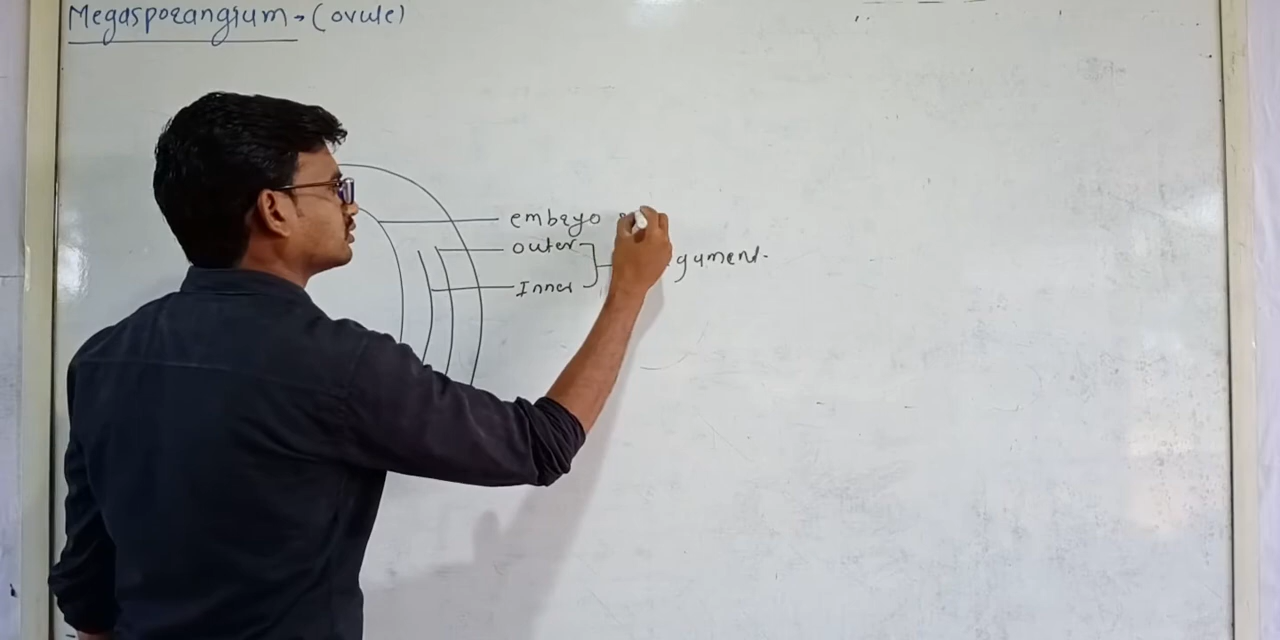 Megasporangium → (ovule)
embryo
outer
gument.
Inner